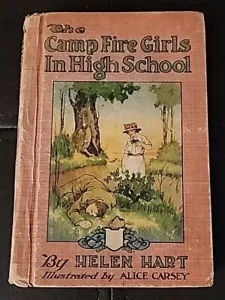 The
Camp Fire Girls
In High School
By HELEN HART
Illustrated by ALICE CARSEY